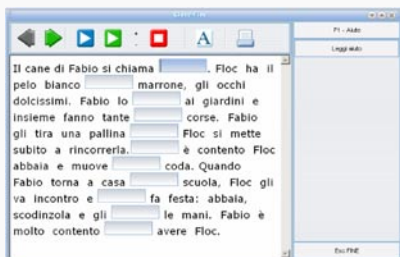 F1 - Aiuto
Leggi aiuto
A
Il cane di Fabio si chiama . Floc ha il
pelo bianco marrone, gli occhi
dolcissimi. Fabio lo ai giardini e
insieme fanno tante corse. Fabio
gli tira una pallina Floc si mette
subito a rincorrerla. è contento Floc
abbaia e muove coda. Quando
Fabio torna a casa scuola, Floc gli
va incontro e fa festa: abbaia,
scodinzola e gli le mani. Fabio è
molto contento avere Floc.
Esc FINE